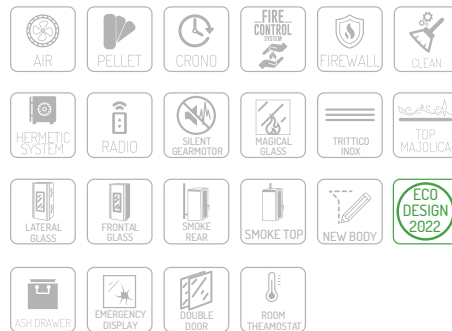 AIR
PELLET
CRONO
FIRE
CONTROL
SYSTEM
FIREWALL
CLEAN
HERMETIC
SYSTEM
RADIO
SILENT
GEARMOTOR
MAGICAL
GLASS
TRITTICO
INOX
TOP
MAJOLICA
LATERAL
GLASS
FRONTAL
GLASS
SMOKE
REAR
SMOKE TOP
NEW BODY
ECO
DESIGN
2022
ASH DRAWER
EMERGENCY
DISPLAY
DOUBLE
DOOR
ROOM
THEAMOSTAT